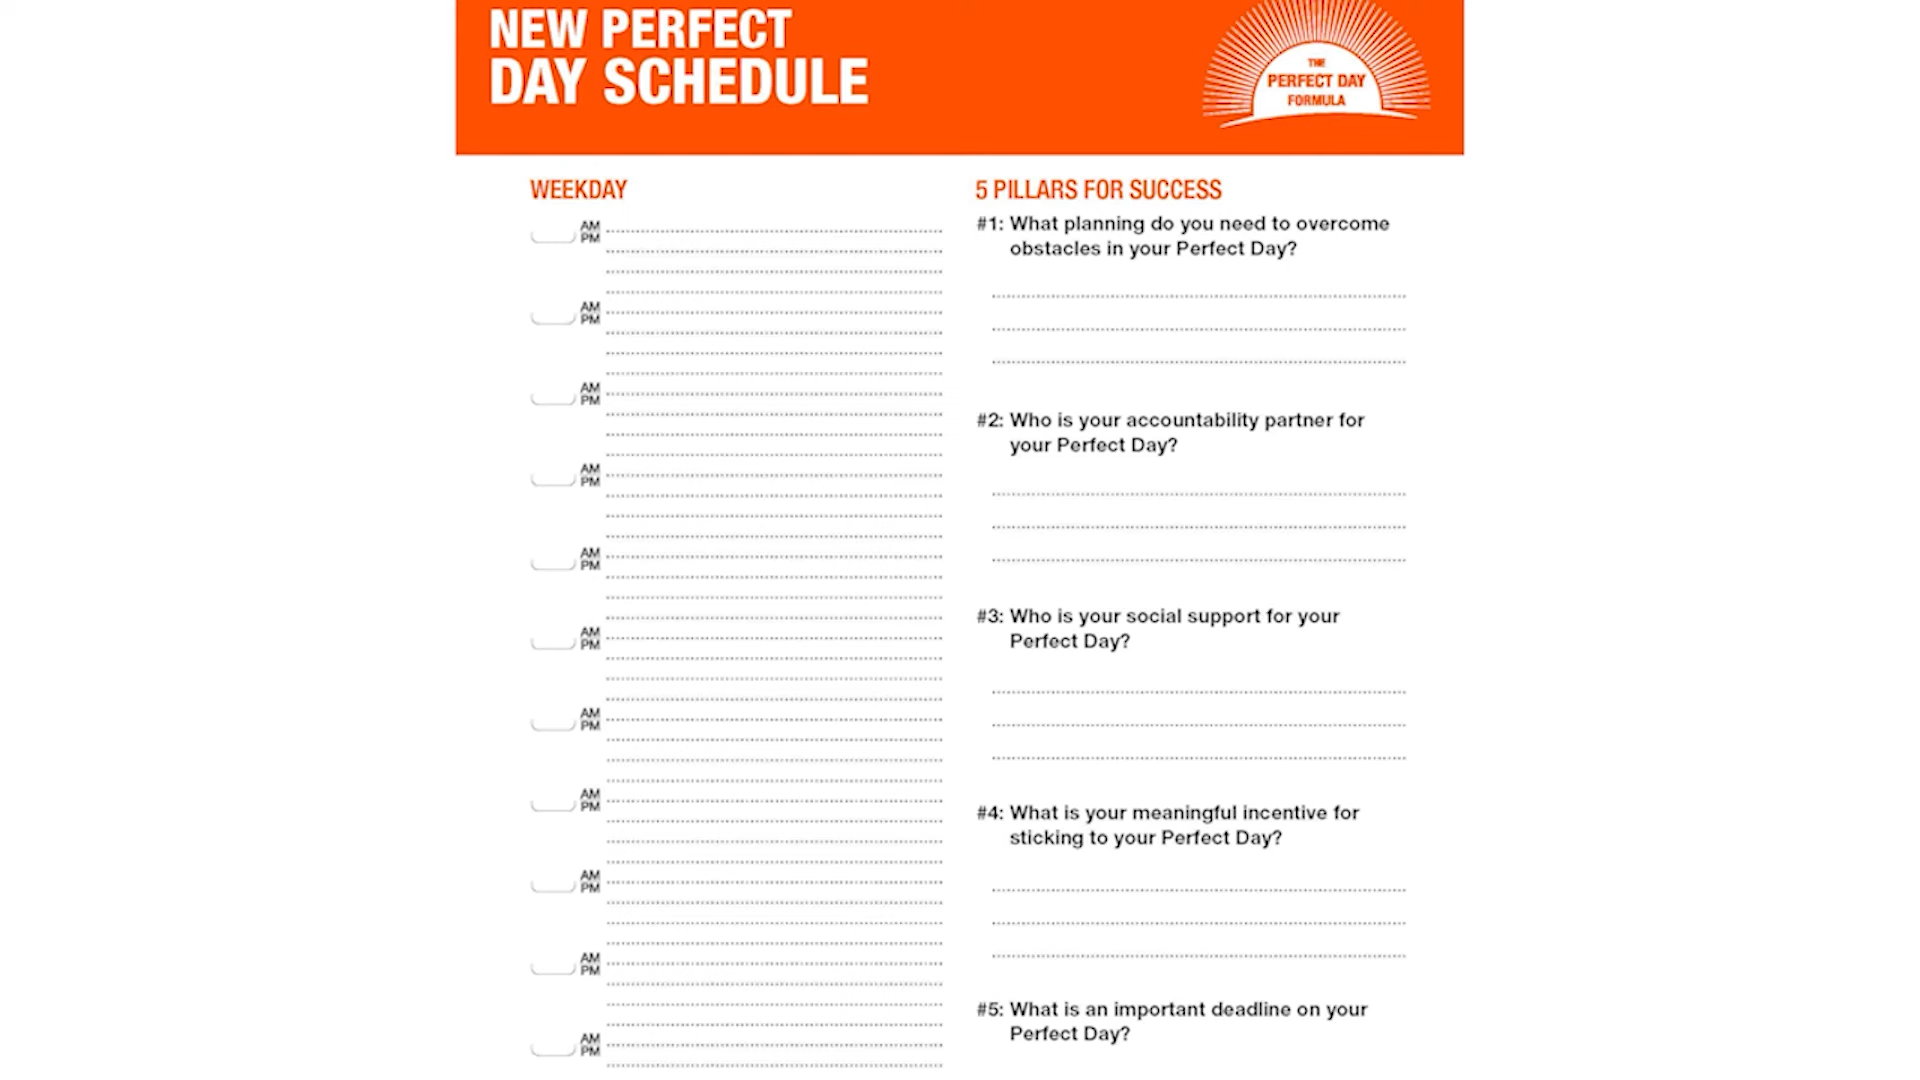 NEW PERFECT
DAY SCHEDULE
THE
PERFECT DAY
FORMULA
WEEKDAY
AM
PM
AM
PM
AM
PM
AM
PM
AM
PM
AM
PM
AM
PM
AM
PM
AM
PM
AM
PM
AM
PM
5 PILLARS FOR SUCCESS
#1: What planning do you need to overcome
obstacles in your Perfect Day?
#2: Who is your accountability partner for
your Perfect Day?
#3: Who is your social support for your
Perfect Day?
#4: What is your meaningful incentive for
sticking to your Perfect Day?
#5: What is an important deadline on your
Perfect Day?